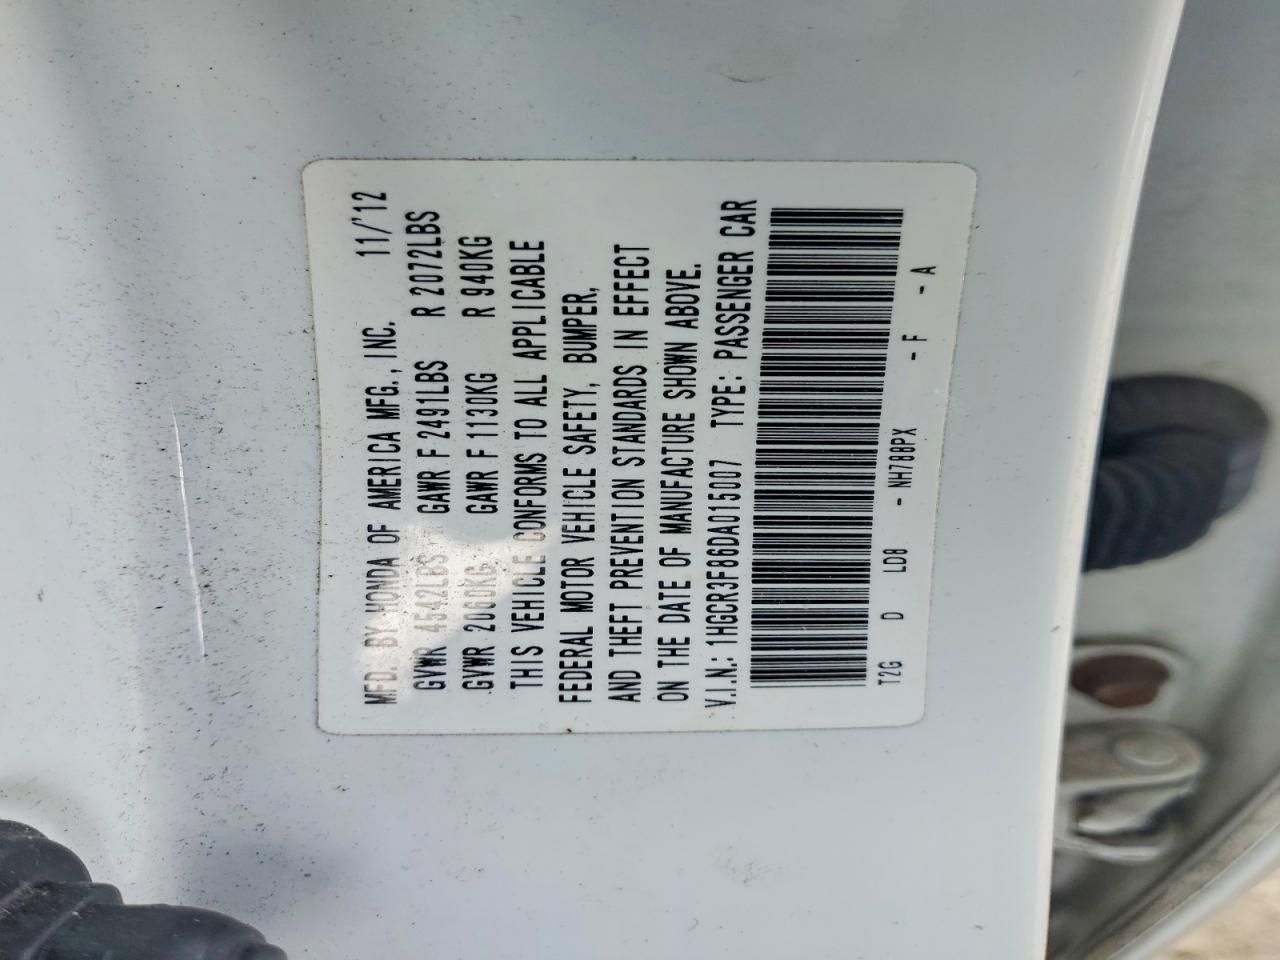 MFD. BY HONDA OF AMERICA MFG., INC. 11/'12
GVWR 4542LBS GAWR F 2491LBS R 2072LBS
GVWR 2060KG GAWR F 1130KG R 940KG
THIS VEHICLE CONFORMS TO ALL APPLICABLE
FEDERAL MOTOR VEHICLE SAFETY, BUMPER,
AND THEFT PREVENTION STANDARDS IN EFFECT
ON THE DATE OF MANUFACTURE SHOWN ABOVE.
V.I.N.: 1HGCR3F86DA015007 TYPE: PASSENGER CAR
T2G D LD8 - NH788PX - F - A